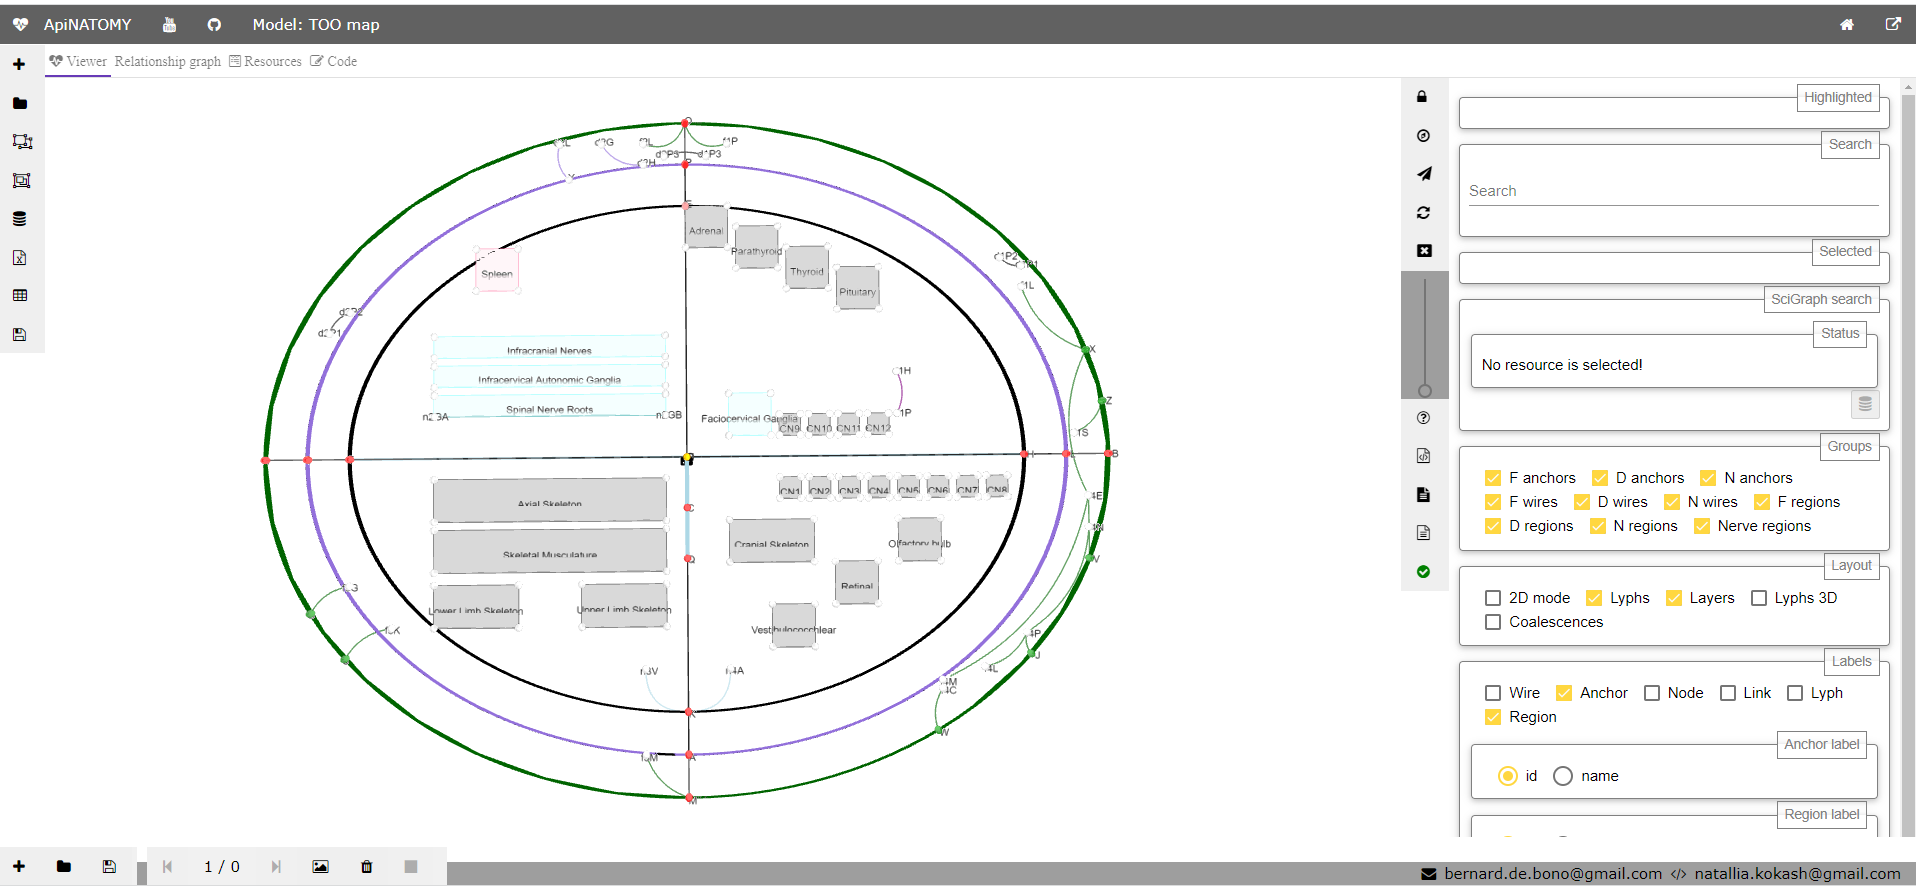 ApiNATOMY Model: TOO map
Viewer Relationship graph Resources Code
Highlighted
Search
Search
Selected
SciGraph search
Status
No resource is selected!
Groups
F anchors D anchors N anchors
F wires D wires N wires F regions
D regions N regions Nerve regions
Layout
2D mode Lyphs Layers Lyphs 3D
Coalescences
Labels
Wire Anchor Node Link Lyph
Region
Anchor label
id name
Region label
Adrenal
Parathyroid
Thyroid
Pituitary
Spleen
Infracranial Nerves
Infracervical Autonomic Ganglia
Spinal Nerve Roots
Faciocervical Ganglia
CN9 CN10 CN11 CN12
CN1 CN2 CN3 CN4 CN5 CN6 CN7 CN8
Axial Skeleton
Skeletal Musculature
Lower Limb Skeleton
Upper Limb Skeleton
Cranial Skeleton
Olfactory bulb
Retinal
Vestibulocochlear
X
Z
B
V
J
W
M
A
1 / 0
bernard.de.bono@gmail.com natallia.kokash@gmail.com